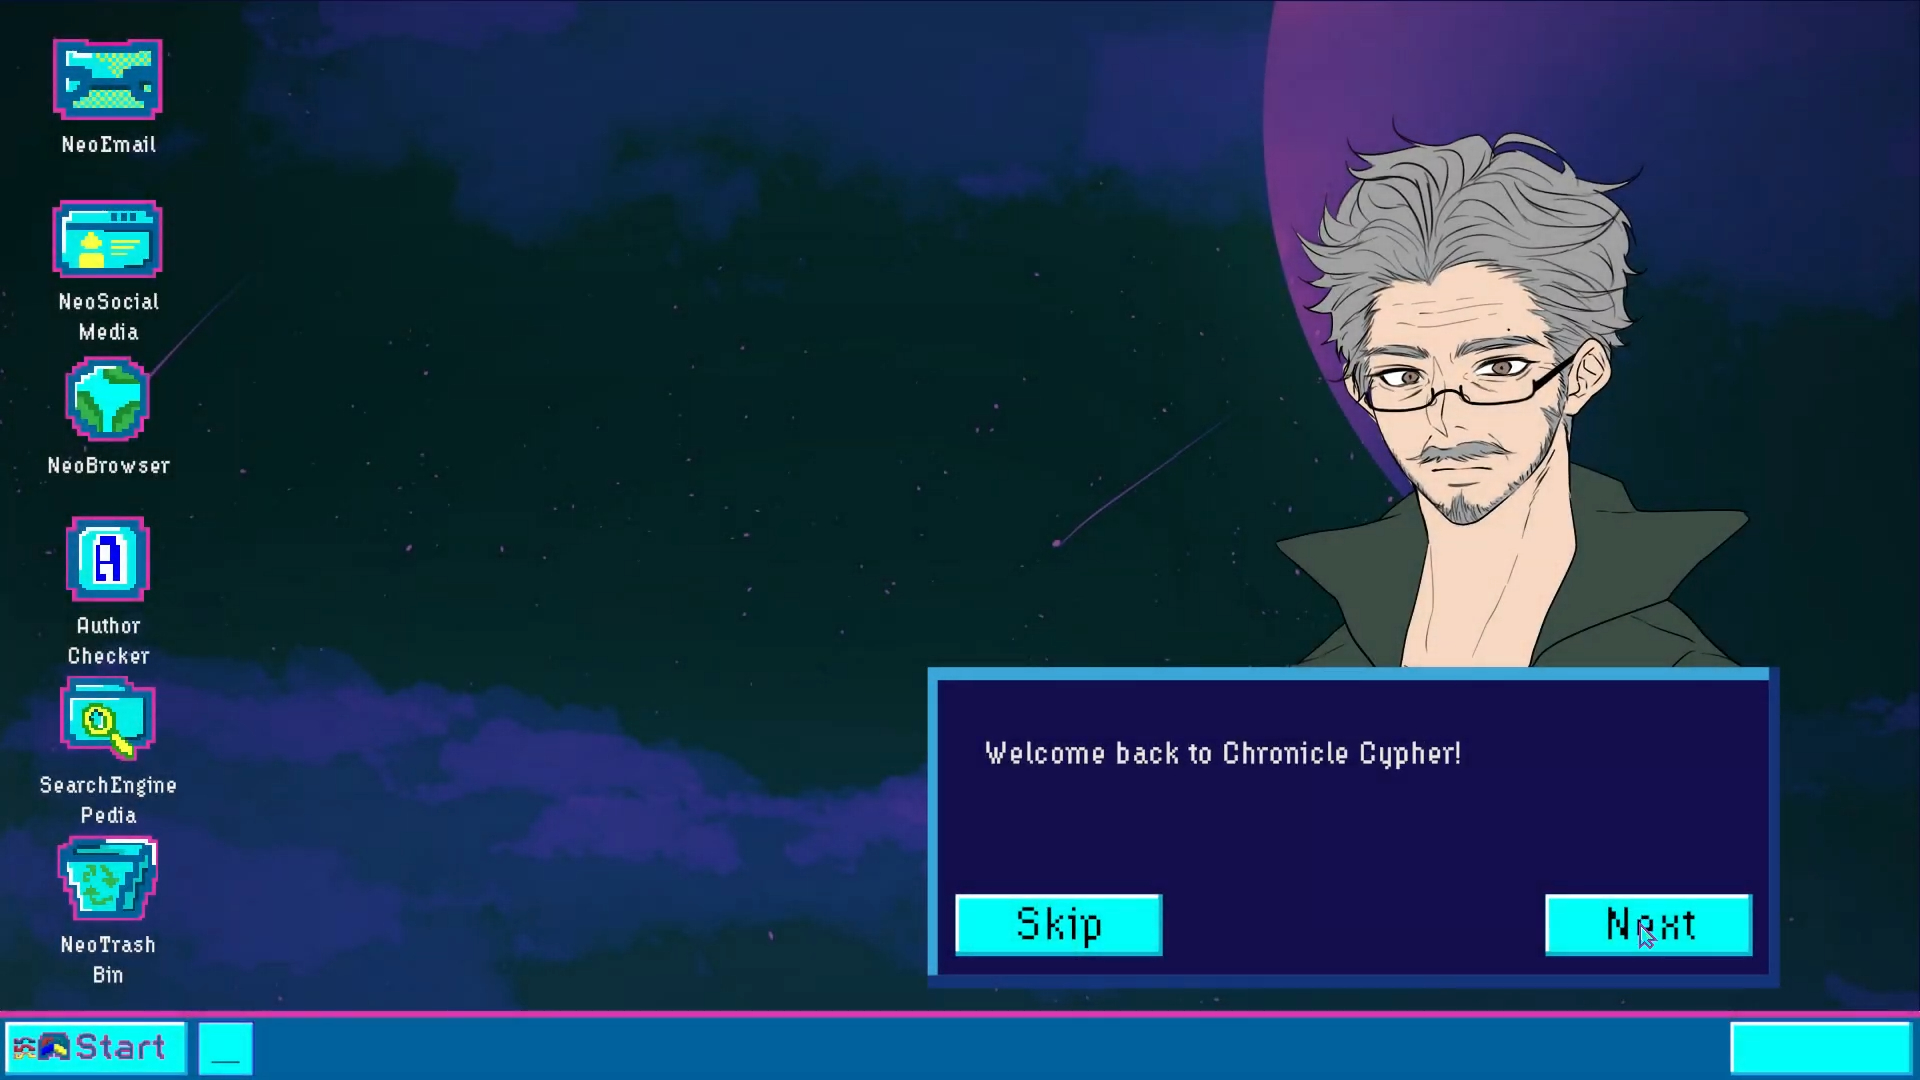 NeoEmail
NeoSocial
Media
NeoBrowser
A
Author
Checker
SearchEngine
Pedia
NeoTrash
Bin
Welcome back to Chronicle Cypher!
Skip
Next
Start